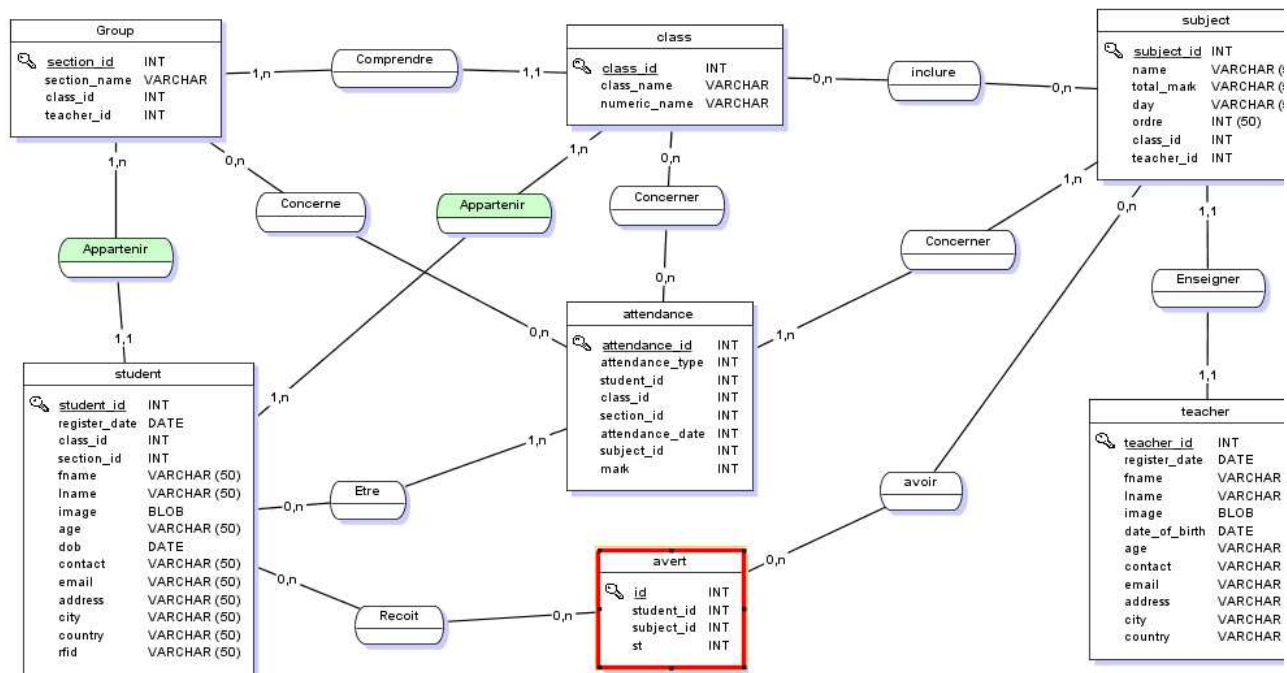 Group
section_id INT
section_name VARCHAR
class_id INT
teacher_id INT
1,n
Comprendre
1,1
class
class_id INT
class_name VARCHAR
numeric_name VARCHAR
0,n
inclure
0,n
subject
subject_id INT
name VARCHAR (
total_mark VARCHAR (
day VARCHAR (
ordre INT (50)
class_id INT
teacher_id INT
1,n
Appartenir
1,1
0,n
Concerne
0,n
1,n
Appartenir
1,n
0,n
Concerner
0,n
1,n
Concerner
1,n
0,n
avoir
0,n
1,1
Enseigner
1,1
student
student_id INT
register_date DATE
class_id INT
section_id INT
fname VARCHAR (50)
lname VARCHAR (50)
image BLOB
age VARCHAR (50)
dob DATE
contact VARCHAR (50)
email VARCHAR (50)
address VARCHAR (50)
city VARCHAR (50)
country VARCHAR (50)
rfid VARCHAR (50)
attendance
attendance_id INT
attendance_type INT
student_id INT
class_id INT
section_id INT
attendance_date INT
subject_id INT
mark INT
1,n
Etre
0,n
0,n
Recoit
0,n
avert
id INT
student_id INT
subject_id INT
st INT
teacher
teacher_id INT
register_date DATE
fname VARCHAR
lname VARCHAR
image BLOB
date_of_birth DATE
age VARCHAR
contact VARCHAR
email VARCHAR
address VARCHAR
city VARCHAR
country VARCHAR